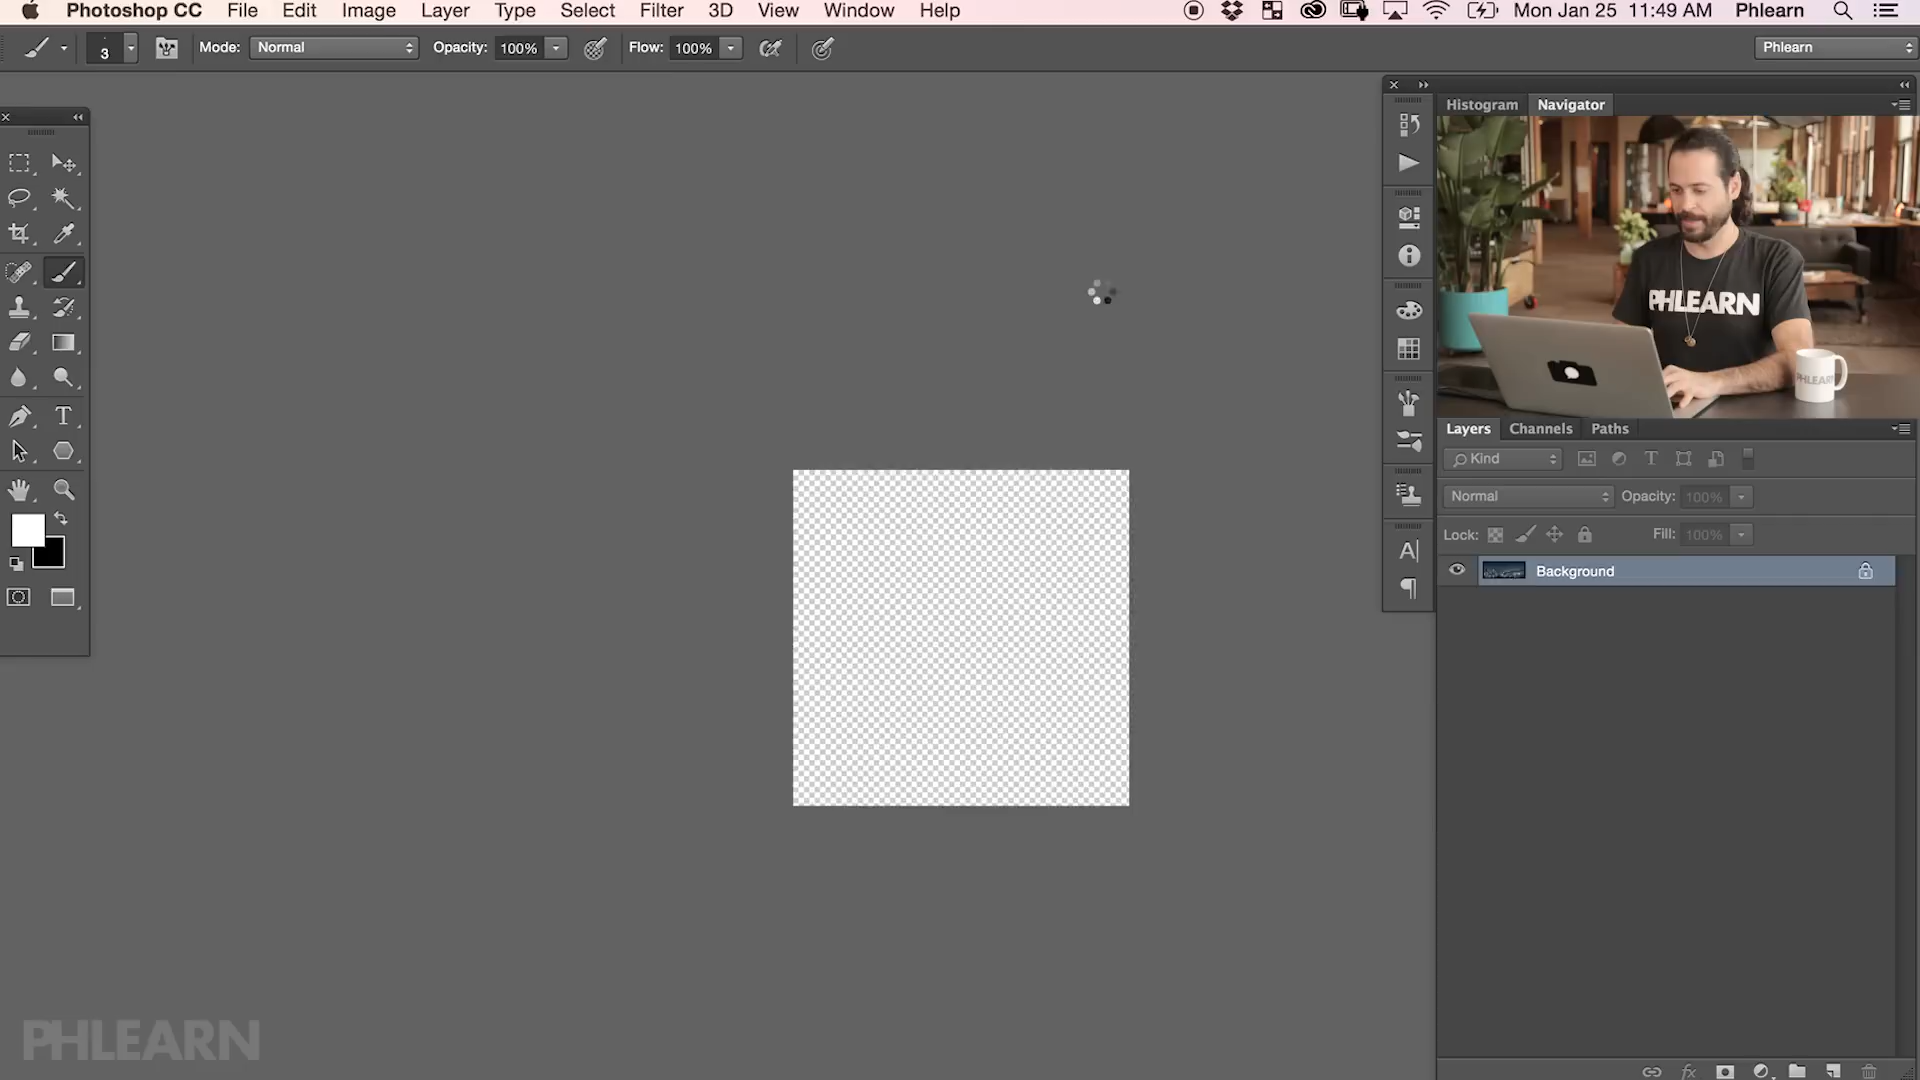 Photoshop CC File Edit Image Layer Type Select Filter 3D View Window Help Mon Jan 25 11:49 AM Phlearn
3 Mode: Normal Opacity: 100% Flow: 100% Phlearn
Histogram Navigator
PHLEARN
PHLEARN
Layers Channels Paths
Kind
Normal Opacity: 100%
Lock: Fill: 100%
Background
PHLEARN